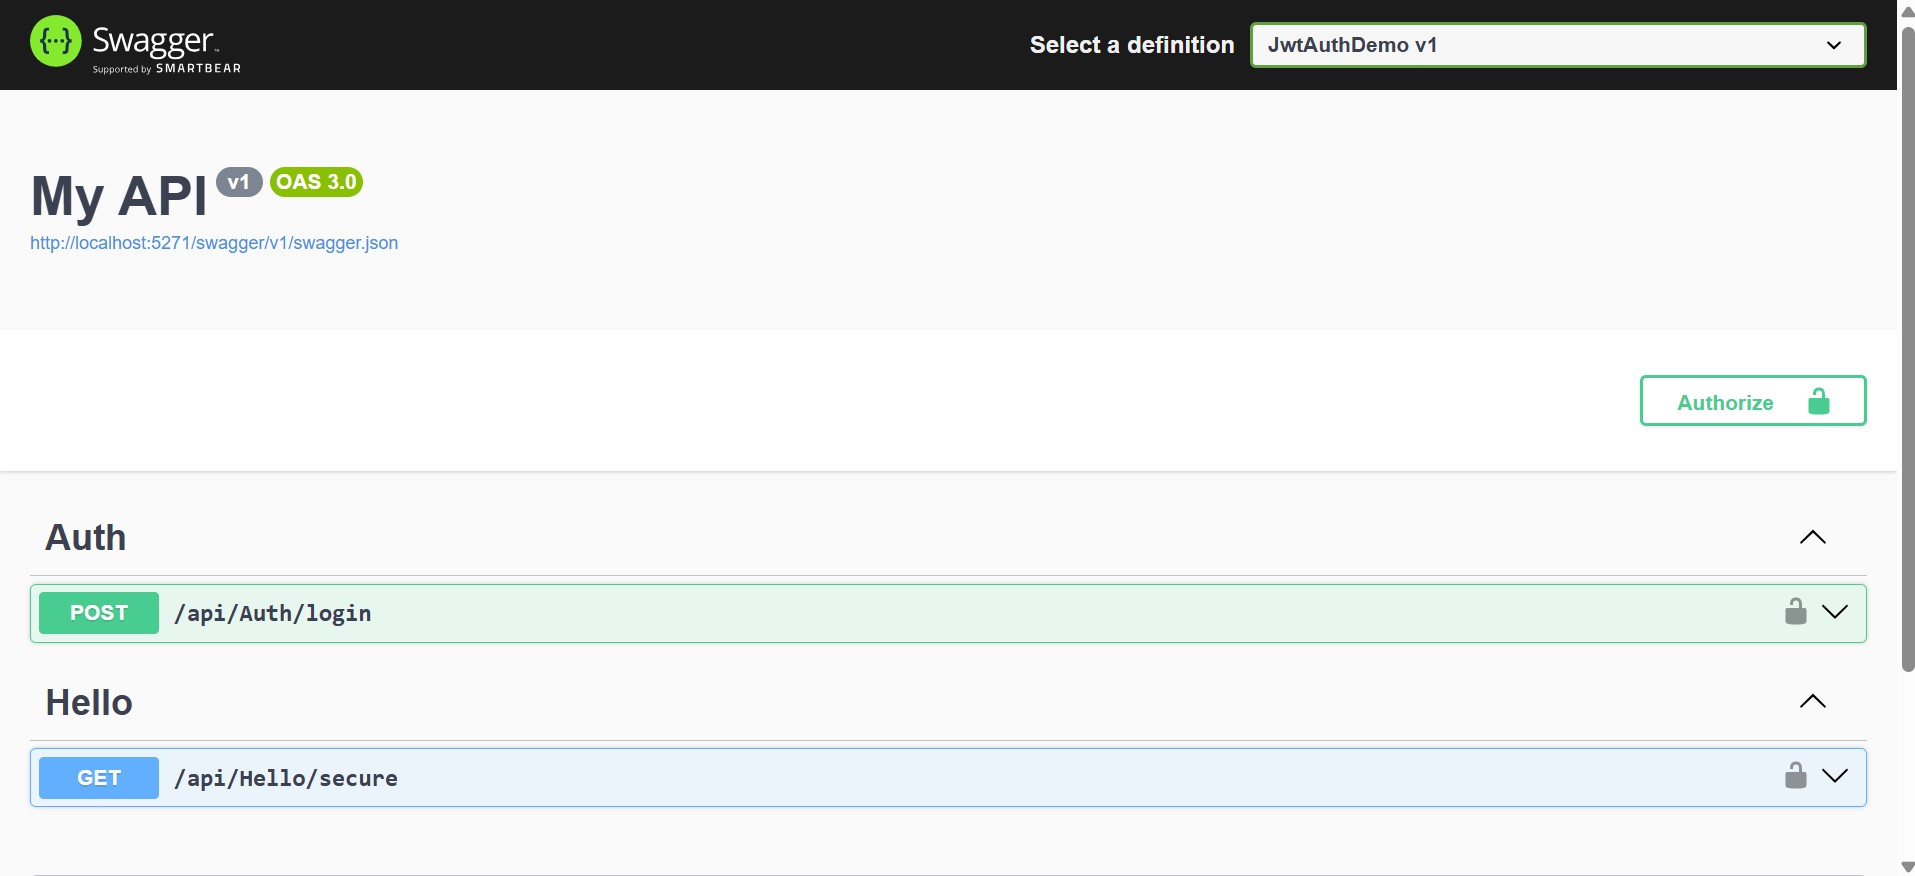 Swagger™
Supported by SMARTBEAR
Select a definition
JwtAuthDemo v1
My API v1 OAS 3.0
http://localhost:5271/swagger/v1/swagger.json
Authorize
Auth
POST /api/Auth/login
Hello
GET /api/Hello/secure